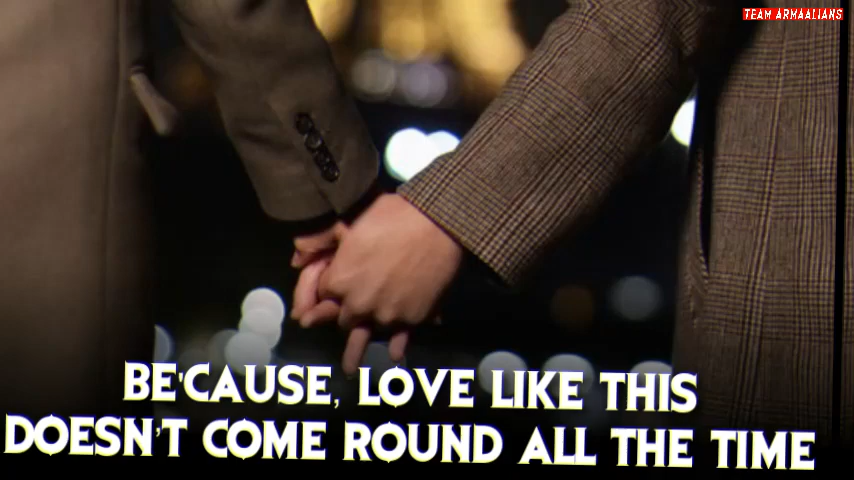 TEAM ARMAALIANS
BE'CAUSE, LOVE LIKE THIS
DOESN'T COME ROUND ALL THE TIME